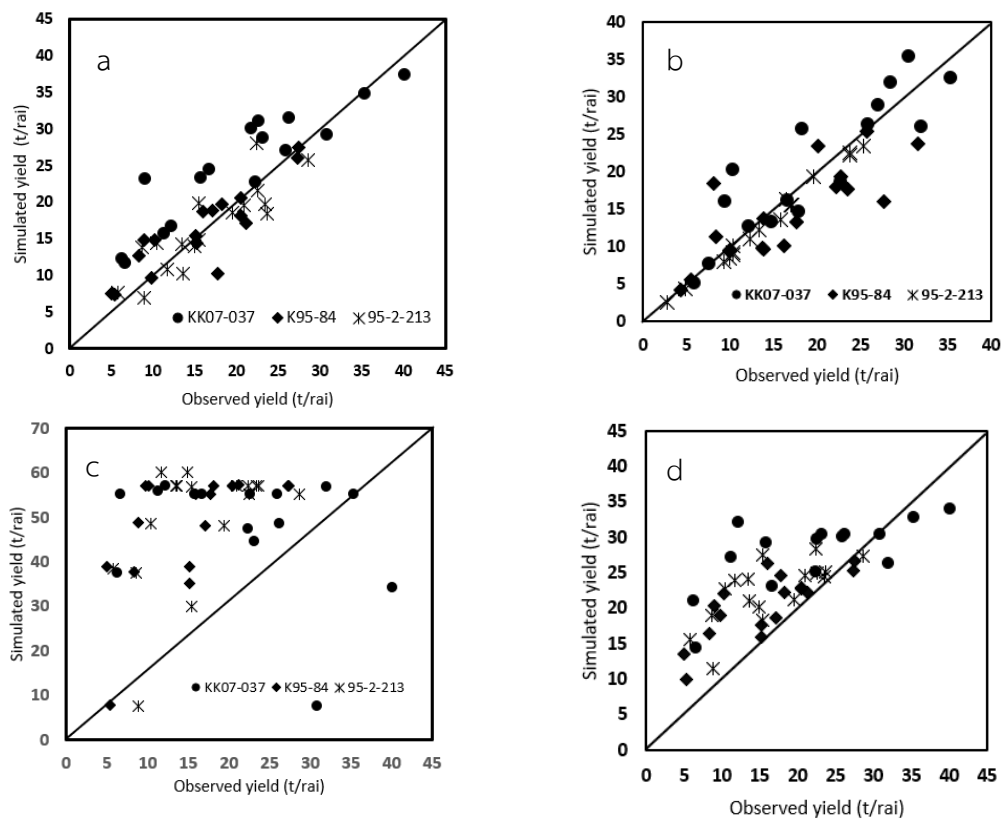 45
40
35
30
25
20
15
10
5
0
a
Simulated yield (t/rai)
KK07-037 K95-84 95-2-213
0 5 10 15 20 25 30 35 40 45
Observed yield (t/rai)
40
35
30
25
20
15
10
5
0
b
Simulated yield (t/rai)
KK07-037 K95-84 95-2-213
0 5 10 15 20 25 30 35 40
Observed yield (t/rai)
70
60
50
40
30
20
10
0
c
Simulated yield (t/rai)
KK07-037 K95-84 95-2-213
0 5 10 15 20 25 30 35 40 45
Observed yield (t/rai)
45
40
35
30
25
20
15
10
5
0
d
Simulated yield (t/rai)
0 5 10 15 20 25 30 35 40 45
Observed yield (t/rai)